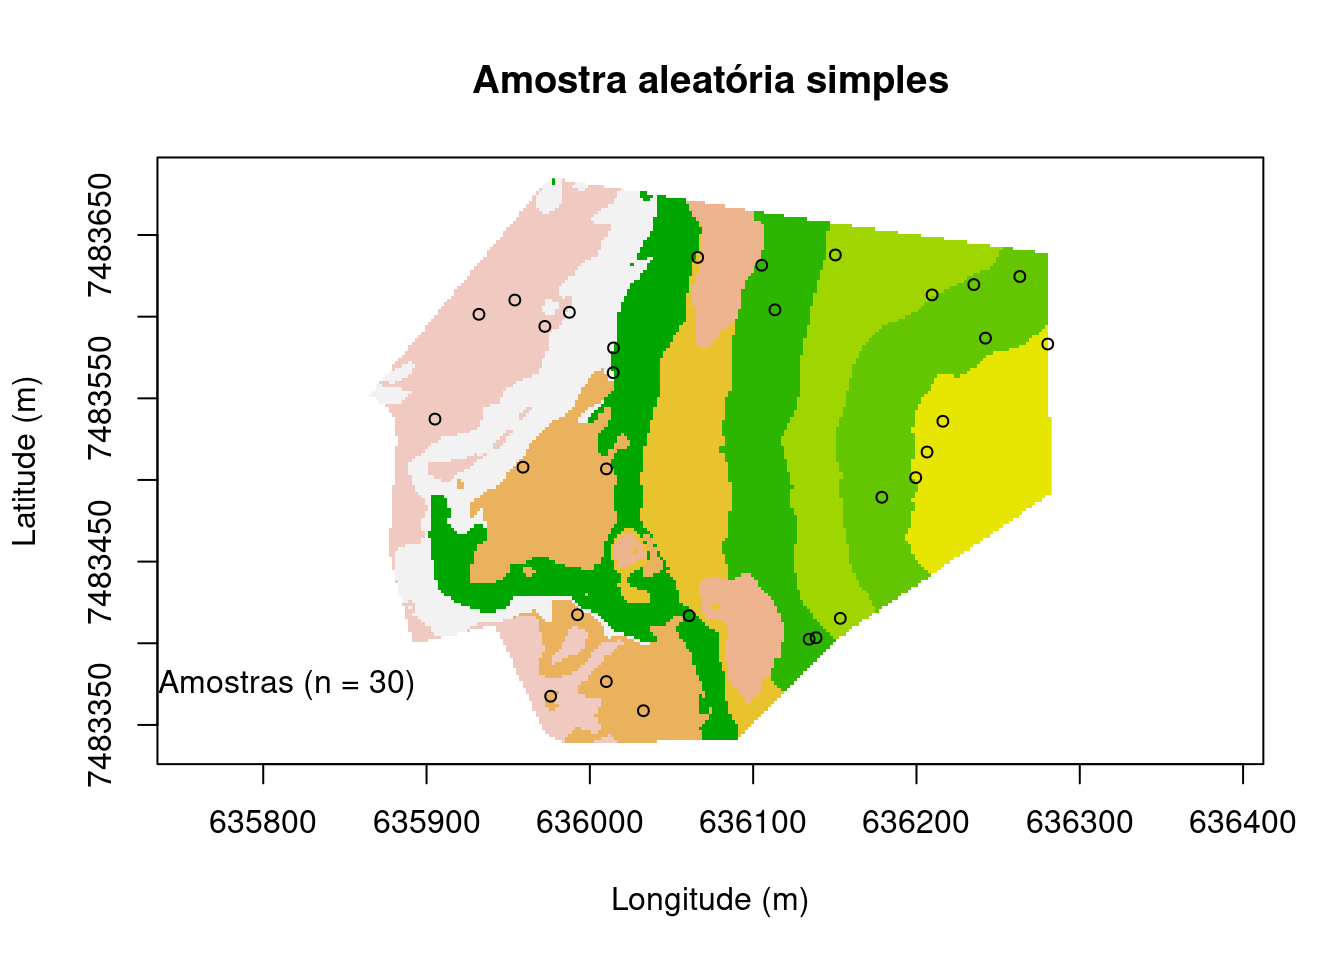 Amostra aleatória simples
Latitude (m)
7483650
7483550
7483450
7483350
Amostras (n = 30)
635800 635900 636000 636100 636200 636300 636400
Longitude (m)